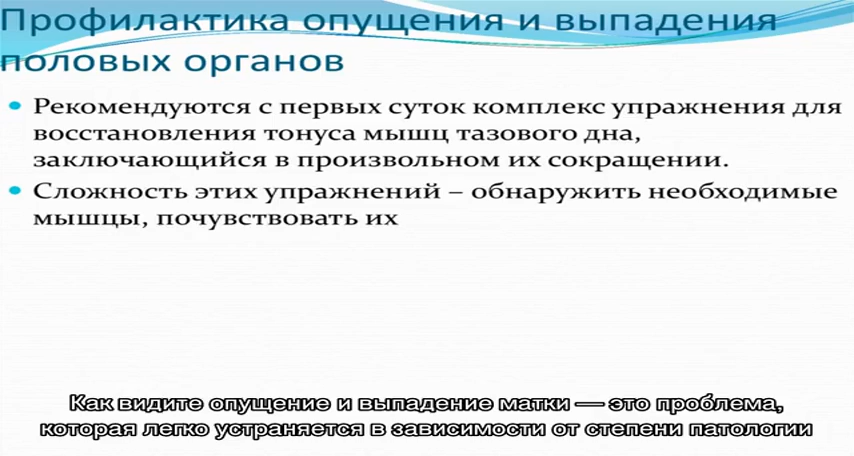 Профилактика опущения и выпадения
половых органов
Рекомендуются с первых суток комплекс упражнения для
восстановления тонуса мышц тазового дна,
заключающийся в произвольном их сокращении.
Сложность этих упражнений – обнаружить необходимые
мышцы, почувствовать их
Как видите опущение и выпадение матки — это проблема,
которая легко устраняется в зависимости от степени патологии